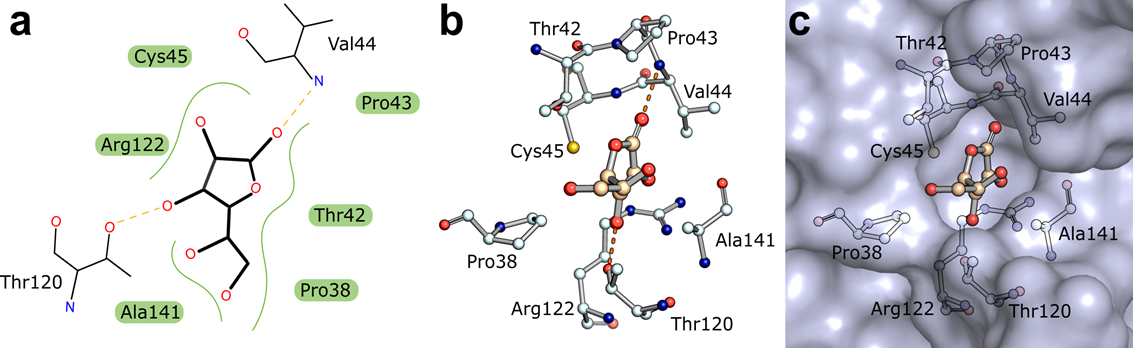 a
Cys45
Val44
N
O
O
O
Pro43
Arg122
O
O
O
O
Thr42
O
O
Thr120
N
Ala141
O
Pro38
b
Thr42
Pro43
Val44
Cys45
Pro38
Ala141
Arg122
Thr120
c
Thr42
Pro43
Val44
Cys45
Pro38
Ala141
Arg122
Thr120